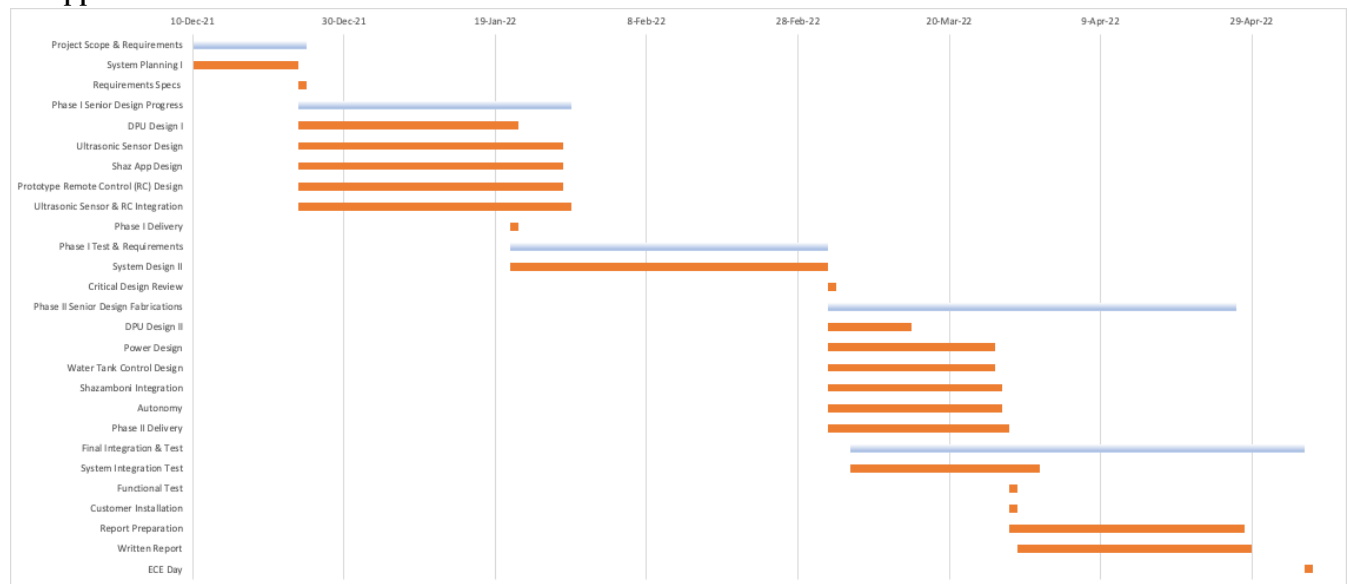 10-Dec-21 30-Dec-21 19-Jan-22 8-Feb-22 28-Feb-22 20-Mar-22 9-Apr-22 29-Apr-22
Project Scope & Requirements
System Planning I
Requirements Specs
Phase I Senior Design Progress
DPU Design I
Ultrasonic Sensor Design
Shaz App Design
Prototype Remote Control (RC) Design
Ultrasonic Sensor & RC Integration
Phase I Delivery
Phase I Test & Requirements
System Design II
Critical Design Review
Phase II Senior Design Fabrications
DPU Design II
Power Design
Water Tank Control Design
Shazamboni Integration
Autonomy
Phase II Delivery
Final Integration & Test
System Integration Test
Functional Test
Customer Installation
Report Preparation
Written Report
ECE Day